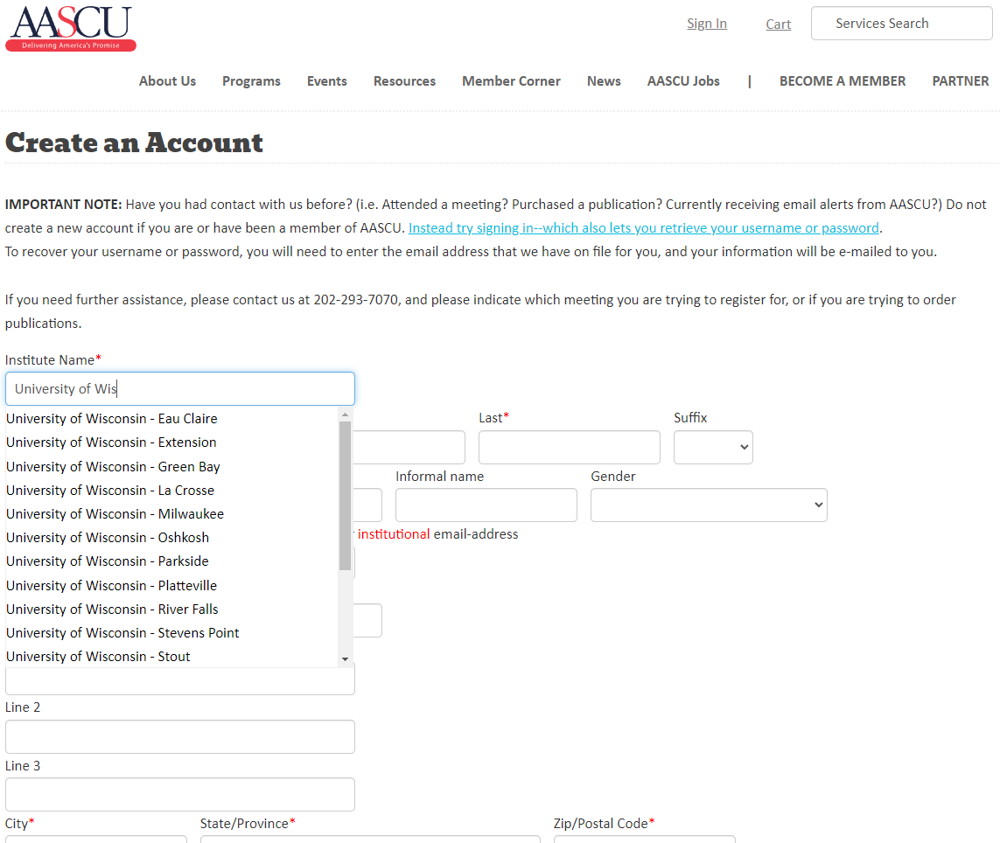 AASCU
Delivering America's Promise
Sign In
Cart
Services Search
About Us
Programs
Events
Resources
Member Corner
News
AASCU Jobs
|
BECOME A MEMBER
PARTNER
Create an Account
IMPORTANT NOTE: Have you had contact with us before? (i.e. Attended a meeting? Purchased a publication? Currently receiving email alerts from AASCU?) Do not
create a new account if you are or have been a member of AASCU. Instead try signing in--which also lets you retrieve your username or password.
To recover your username or password, you will need to enter the email address that we have on file for you, and your information will be e-mailed to you.
If you need further assistance, please contact us at 202-293-7070, and please indicate which meeting you are trying to register for, or if you are trying to order
publications.
Institute Name*
University of Wis
University of Wisconsin - Eau Claire
University of Wisconsin - Extension
University of Wisconsin - Green Bay
University of Wisconsin - La Crosse
University of Wisconsin - Milwaukee
University of Wisconsin - Oshkosh
University of Wisconsin - Parkside
University of Wisconsin - Platteville
University of Wisconsin - River Falls
University of Wisconsin - Stevens Point
University of Wisconsin - Stout
Last*
Suffix
Informal name
Gender
institutional email-address
Line 2
Line 3
City*
State/Province*
Zip/Postal Code*